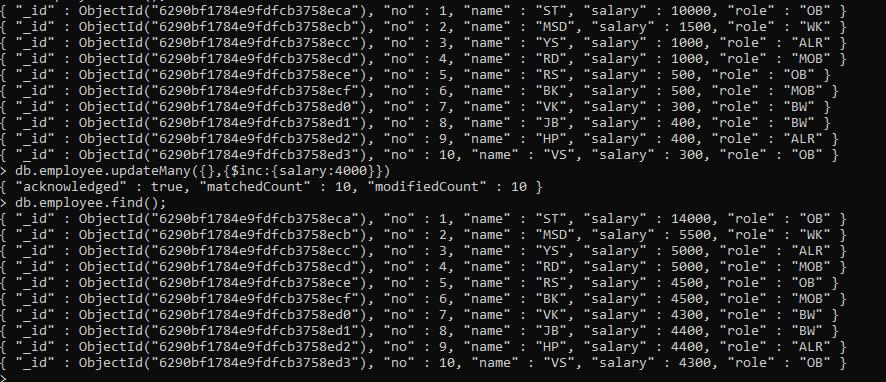 { "_id" : ObjectId("6290bf1784e9fdfcb3758eca"), "no" : 1, "name" : "ST", "salary" : 10000, "role" : "OB" }
{ "_id" : ObjectId("6290bf1784e9fdfcb3758ecb"), "no" : 2, "name" : "MSD", "salary" : 1500, "role" : "WK" }
{ "_id" : ObjectId("6290bf1784e9fdfcb3758ecc"), "no" : 3, "name" : "YS", "salary" : 1000, "role" : "ALR" }
{ "_id" : ObjectId("6290bf1784e9fdfcb3758ecd"), "no" : 4, "name" : "RD", "salary" : 1000, "role" : "MOB" }
{ "_id" : ObjectId("6290bf1784e9fdfcb3758ece"), "no" : 5, "name" : "RS", "salary" : 500, "role" : "OB" }
{ "_id" : ObjectId("6290bf1784e9fdfcb3758ecf"), "no" : 6, "name" : "BK", "salary" : 500, "role" : "MOB" }
{ "_id" : ObjectId("6290bf1784e9fdfcb3758ed0"), "no" : 7, "name" : "VK", "salary" : 300, "role" : "BW" }
{ "_id" : ObjectId("6290bf1784e9fdfcb3758ed1"), "no" : 8, "name" : "JB", "salary" : 400, "role" : "BW" }
{ "_id" : ObjectId("6290bf1784e9fdfcb3758ed2"), "no" : 9, "name" : "HP", "salary" : 400, "role" : "ALR" }
{ "_id" : ObjectId("6290bf1784e9fdfcb3758ed3"), "no" : 10, "name" : "VS", "salary" : 300, "role" : "OB" }
> db.employee.updateMany({},{$inc:{salary:4000}})
{ "acknowledged" : true, "matchedCount" : 10, "modifiedCount" : 10 }
> db.employee.find();
{ "_id" : ObjectId("6290bf1784e9fdfcb3758eca"), "no" : 1, "name" : "ST", "salary" : 14000, "role" : "OB" }
{ "_id" : ObjectId("6290bf1784e9fdfcb3758ecb"), "no" : 2, "name" : "MSD", "salary" : 5500, "role" : "WK" }
{ "_id" : ObjectId("6290bf1784e9fdfcb3758ecc"), "no" : 3, "name" : "YS", "salary" : 5000, "role" : "ALR" }
{ "_id" : ObjectId("6290bf1784e9fdfcb3758ecd"), "no" : 4, "name" : "RD", "salary" : 5000, "role" : "MOB" }
{ "_id" : ObjectId("6290bf1784e9fdfcb3758ece"), "no" : 5, "name" : "RS", "salary" : 4500, "role" : "OB" }
{ "_id" : ObjectId("6290bf1784e9fdfcb3758ecf"), "no" : 6, "name" : "BK", "salary" : 4500, "role" : "MOB" }
{ "_id" : ObjectId("6290bf1784e9fdfcb3758ed0"), "no" : 7, "name" : "VK", "salary" : 4300, "role" : "BW" }
{ "_id" : ObjectId("6290bf1784e9fdfcb3758ed1"), "no" : 8, "name" : "JB", "salary" : 4400, "role" : "BW" }
{ "_id" : ObjectId("6290bf1784e9fdfcb3758ed2"), "no" : 9, "name" : "HP", "salary" : 4400, "role" : "ALR" }
{ "_id" : ObjectId("6290bf1784e9fdfcb3758ed3"), "no" : 10, "name" : "VS", "salary" : 4300, "role" : "OB" }
>